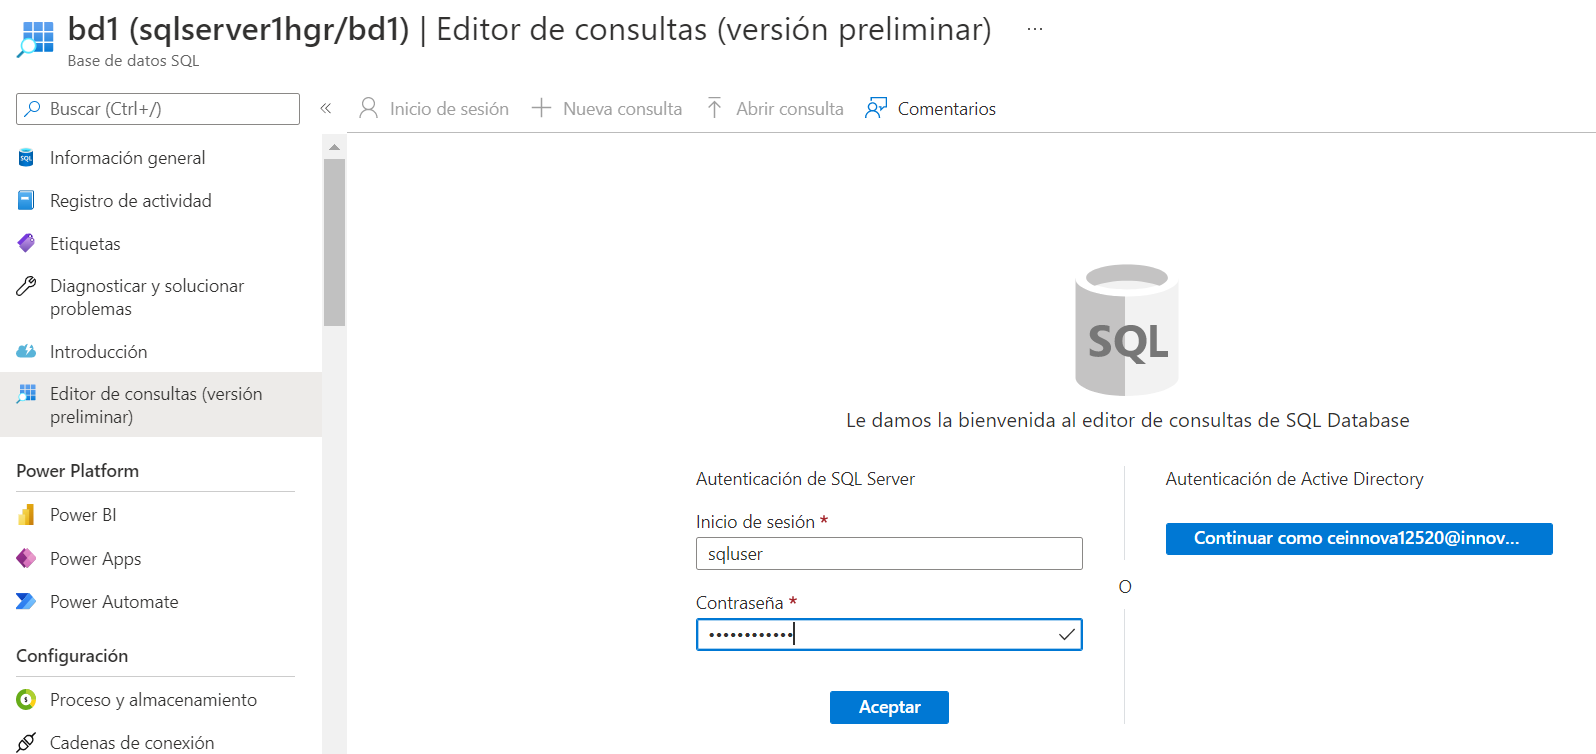 bd1 (sqlserver1hgr/bd1) | Editor de consultas (versión preliminar) ...
Base de datos SQL
Buscar (Ctrl+/)
«
Inicio de sesión
Nueva consulta
Abrir consulta
Comentarios
SQL
Información general
Registro de actividad
Etiquetas
Diagnosticar y solucionar
problemas
Introducción
Editor de consultas (versión
preliminar)
Power Platform
Power BI
Power Apps
Power Automate
Configuración
Proceso y almacenamiento
Cadenas de conexión
SQL
Le damos la bienvenida al editor de consultas de SQL Database
Autenticación de SQL Server
Inicio de sesión *
sqluser
Contraseña *
••••••••••••
Aceptar
O
Autenticación de Active Directory
Continuar como ceinnova12520@innov...